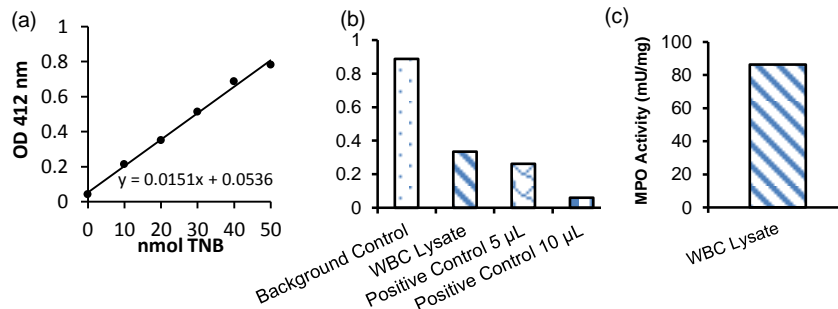 (a)
OD 412 nm
1
0.8
0.6
0.4
0.2
0
y = 0.0151x + 0.0536
0 10 20 30 40 50
nmol TNB
(b)
1
0.8
0.6
0.4
0.2
0
Background Control
WBC Lysate
Positive Control 5 µL
Positive Control 10 µL
(c)
MPO Activity (mU/mg)
100
80
60
40
20
0
WBC Lysate